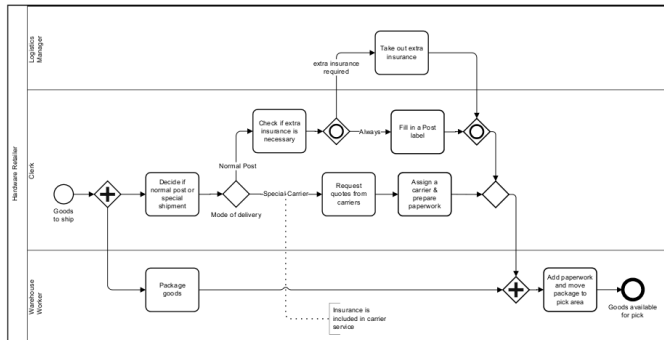 Hardware Retailer
Logistics
Manager
Take out extra
insurance
extra insurance
required
Clerk
Check if extra
insurance is
necessary
Always
Fill in a Post
label
Normal Post
Goods
to ship
Decide if
normal post or
special
shipment
Mode of delivery
Special Carrier
Request
quotes from
carriers
Assign a
carrier &
prepare
paperwork
Warehouse
Worker
Package
goods
Insurance is
included in carrier
service
Add paperwork
and move
package to
pick area
Goods available
for pick